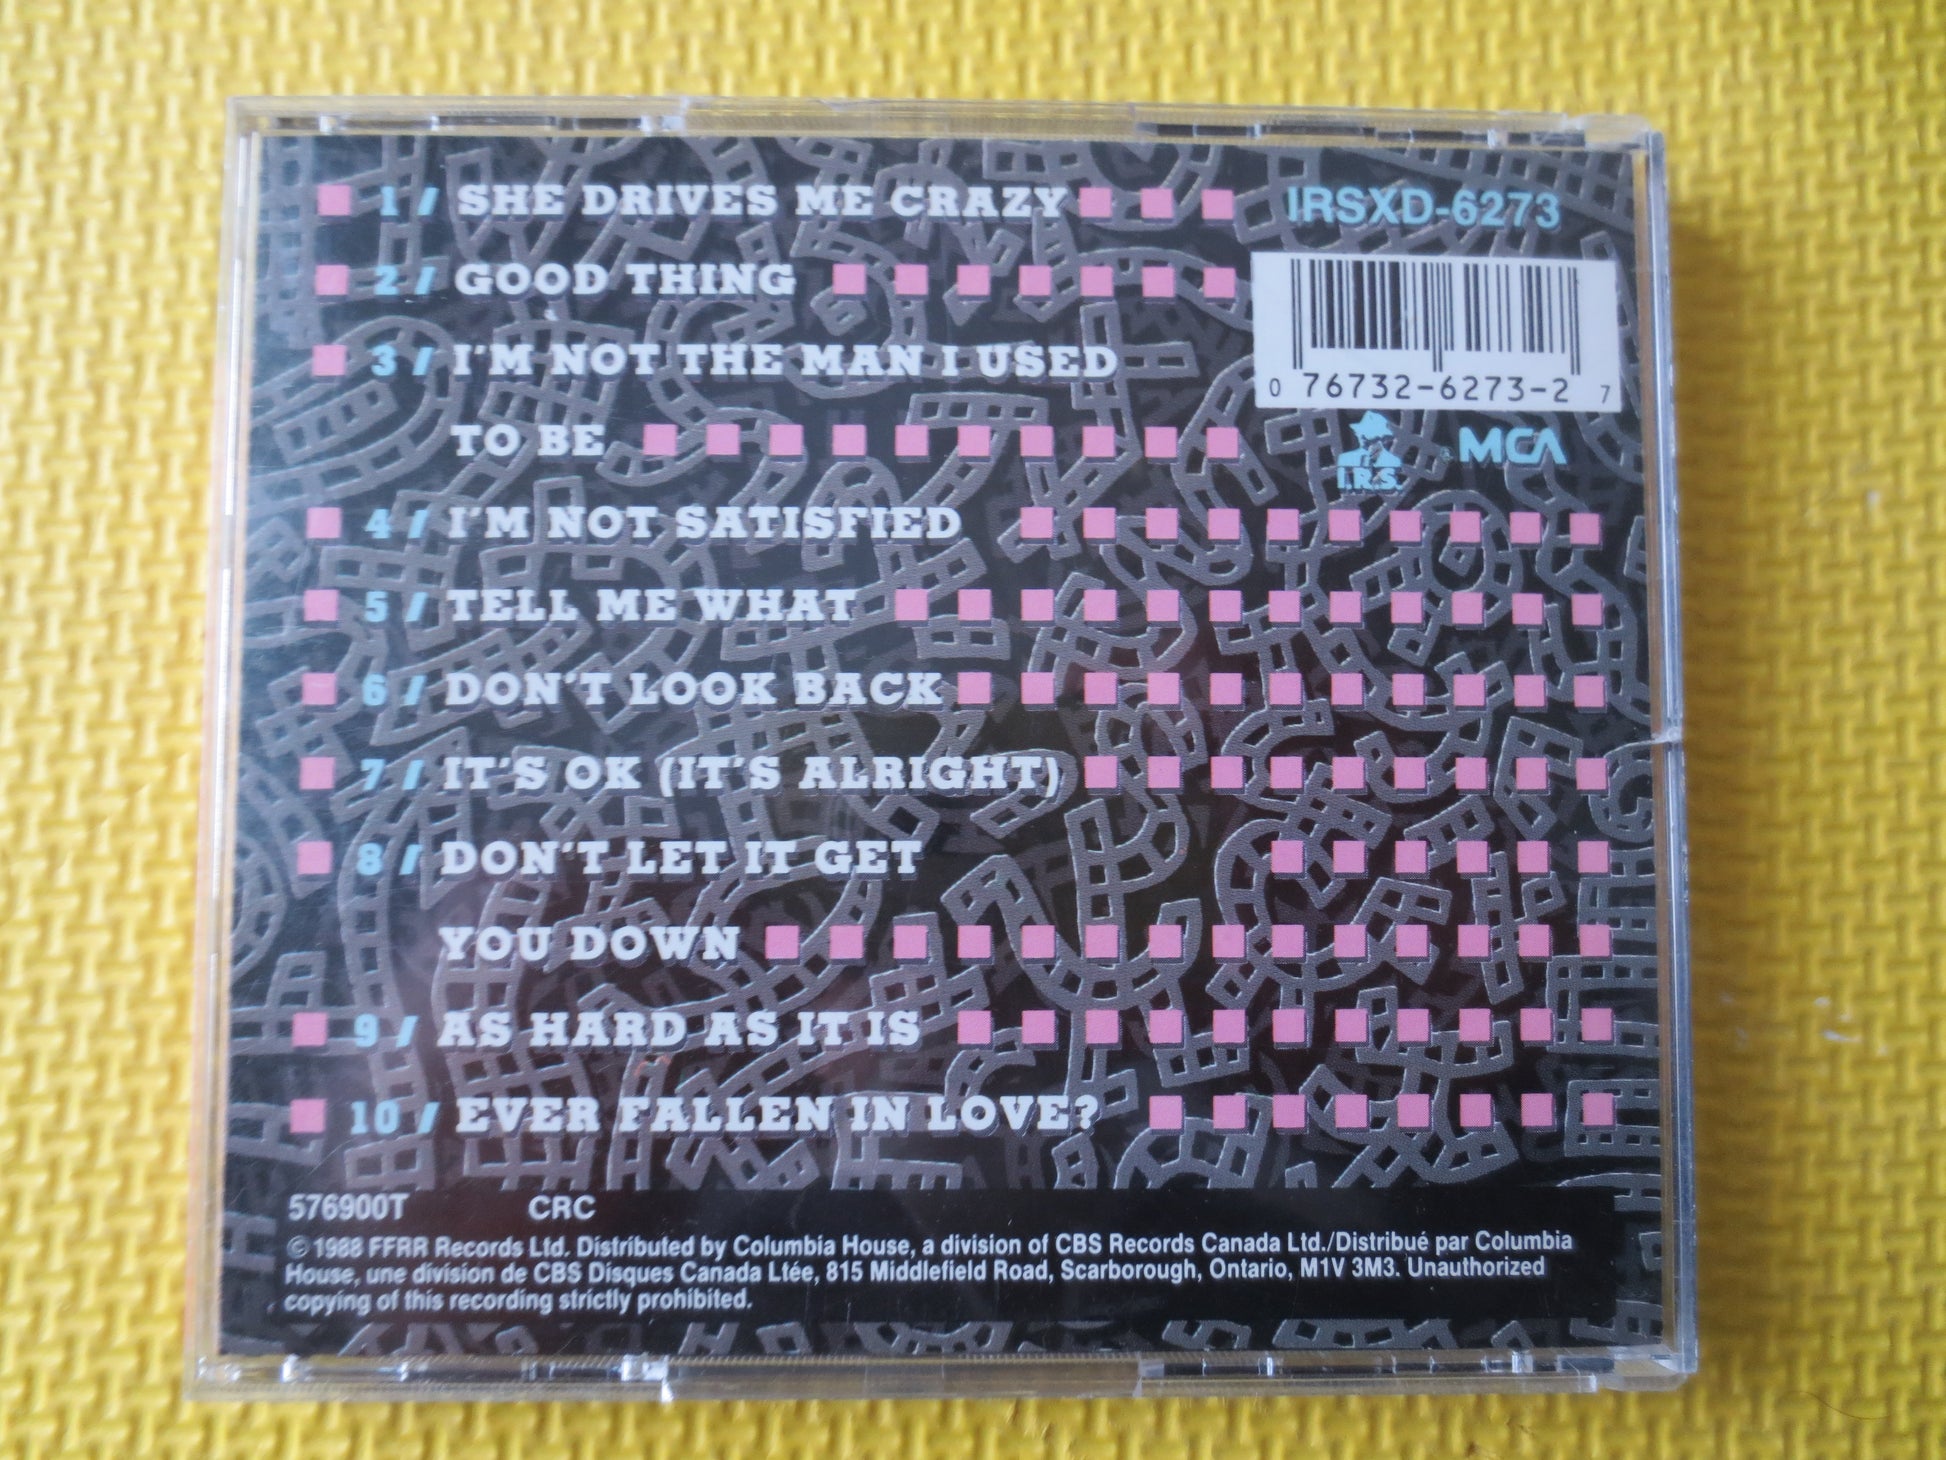 1 / SHE DRIVES ME CRAZY
2 / GOOD THING
3 / I'M NOT THE MAN I USED
TO BE
4 / I'M NOT SATISFIED
5 / TELL ME WHAT
6 / DON'T LOOK BACK
7 / IT'S OK (IT'S ALRIGHT)
8 / DON'T LET IT GET
YOU DOWN
9 / AS HARD AS IT IS
10 / EVER FALLEN IN LOVE?
IRSXD-6273
0 76732-6273-2 7
I.R.S. MCA
576900T CRC
© 1988 FFRR Records Ltd. Distributed by Columbia House, a division of CBS Records Canada Ltd./Distribué par Columbia
House, une division de CBS Disques Canada Ltée, 815 Middlefield Road, Scarborough, Ontario, M1V 3M3. Unauthorized
copying of this recording strictly prohibited.